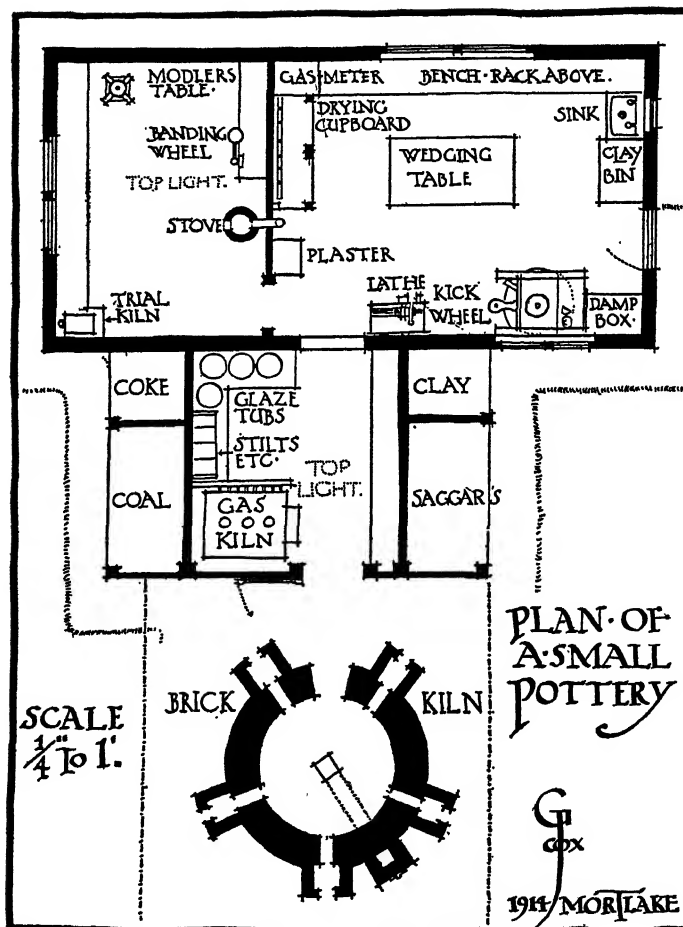 MODLERS
TABLE·
GAS·METER
BENCH·RACK ABOVE.
DRYING
CUPBOARD
SINK
BANDING
WHEEL
WEDGING
TABLE
CLAY
BIN
TOP LIGHT.
STOVE
PLASTER
TRIAL
KILN
LATHE
KICK
WHEEL
DAMP
BOX·
COKE
GLAZE
TUBS
CLAY
STILTS
ETC·
TOP
LIGHT.
COAL
GAS
KILN
SAGGAR'S
PLAN·OF
A·SMALL
POTTERY
BRICK
KILN
SCALE
1/4" To 1'.
G
COX
1914 MORTLAKE